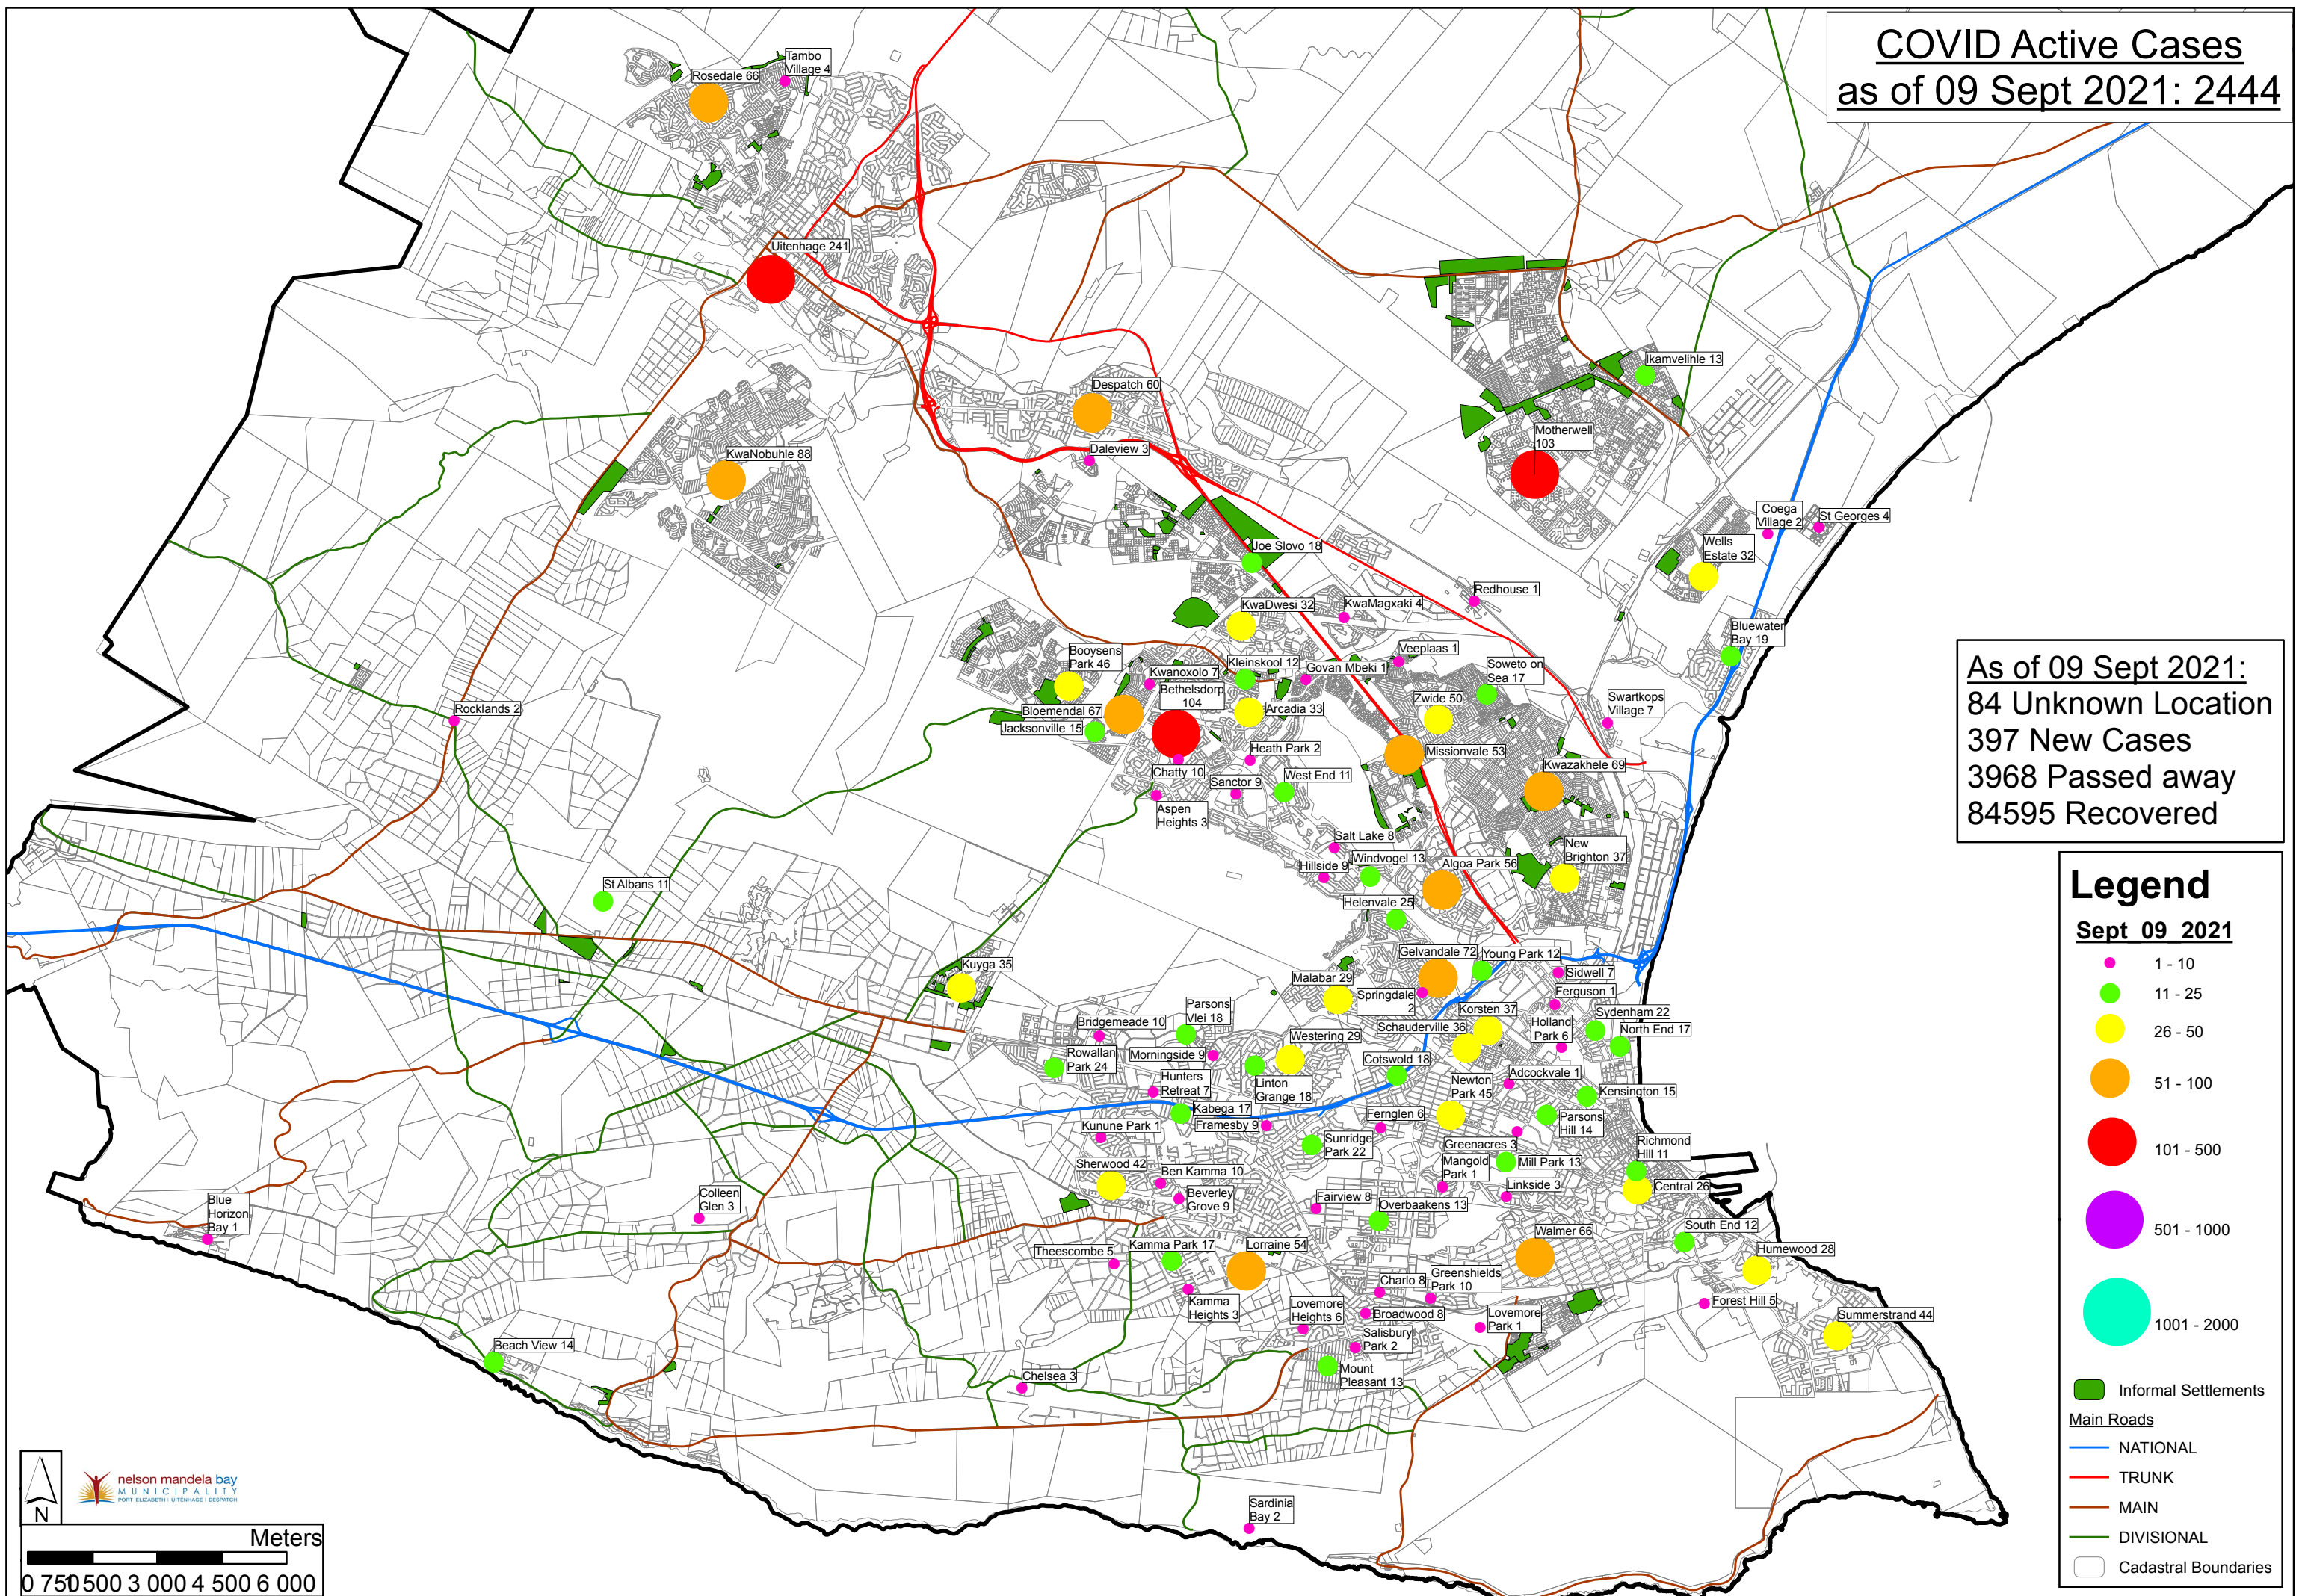 COVID Active Cases
as of 09 Sept 2021: 2444
Tambo
Village 4
Rosedale 66
Uitenhage 241
Despatch 60
Daleview 3
KwaNobuhle 88
Ikamvelihle 13
Motherwell
103
Coega
Village 2
St Georges 4
Wells
Estate 32
Joe Slovo 18
Redhouse 1
KwaDwesi 32
KwaMagxaki 4
Bluewater
Bay 19
Booysens
Park 46
Kwanoxolo 7
Kleinskool 12
Govan Mbeki 1
Veeplaas 1
Soweto on
Sea 17
Bethelsdorp
104
Zwide 50
Swartkops
Village 7
Rocklands 2
Bloemendal 67
Arcadia 33
Jacksonville 15
Missionvale 53
Heath Park 2
Kwazakhele 69
Chatty 10
Sanctor 9
West End 11
Aspen
Heights 3
Salt Lake 8
New
Brighton 37
Hillside 9
Windvogel 13
Algoa Park 56
St Albans 11
Helenvale 25
Gelvandale 72
Young Park 12
Kuyga 35
Malabar 29
Sidwell 7
Springdale
2
Ferguson 1
Parsons
Vlei 18
Korsten 37
Sydenham 22
Bridgemeade 10
Schauderville 36
Holland
Park 6
North End 17
Westering 29
Morningside 9
Rowallan
Park 24
Cotswold 18
Hunters
Retreat 7
Linton
Grange 18
Newton
Park 45
Adcockvale 1
Kensington 15
Kabega 17
Fernglen 6
Parsons
Hill 14
Kunune Park 1
Framesby 9
Sunridge
Park 22
Greenacres 3
Richmond
Hill 11
Sherwood 42
Ben Kamma 10
Mangold
Park 1
Mill Park 13
Beverley
Grove 9
Linkside 3
Central 26
Colleen
Glen 3
Fairview 8
Overbaakens 13
Blue
Horizon
Bay 1
South End 12
Theescombe 5
Kamma Park 17
Lorraine 54
Walmer 66
Humewood 28
Charlo 8
Greenshields
Park 10
Kamma
Heights 3
Lovemore
Heights 6
Broadwood 8
Lovemore
Park 1
Forest Hill 5
Summerstrand 44
Beach View 14
Salisbury
Park 2
Chelsea 3
Mount
Pleasant 13
Sardinia
Bay 2
As of 09 Sept 2021:
84 Unknown Location
397 New Cases
3968 Passed away
84595 Recovered
Legend
Sept_09_2021
1 - 10
11 - 25
26 - 50
51 - 100
101 - 500
501 - 1000
1001 - 2000
Informal Settlements
Main Roads
NATIONAL
TRUNK
MAIN
DIVISIONAL
Cadastral Boundaries
N
nelson mandela bay
MUNICIPALITY
PORT ELIZABETH | UITENHAGE | DESPATCH
Meters
0 750 1 500 3 000 4 500 6 000